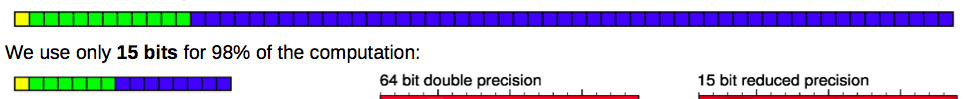 We use only 15 bits for 98% of the computation:
64 bit double precision
15 bit reduced precision